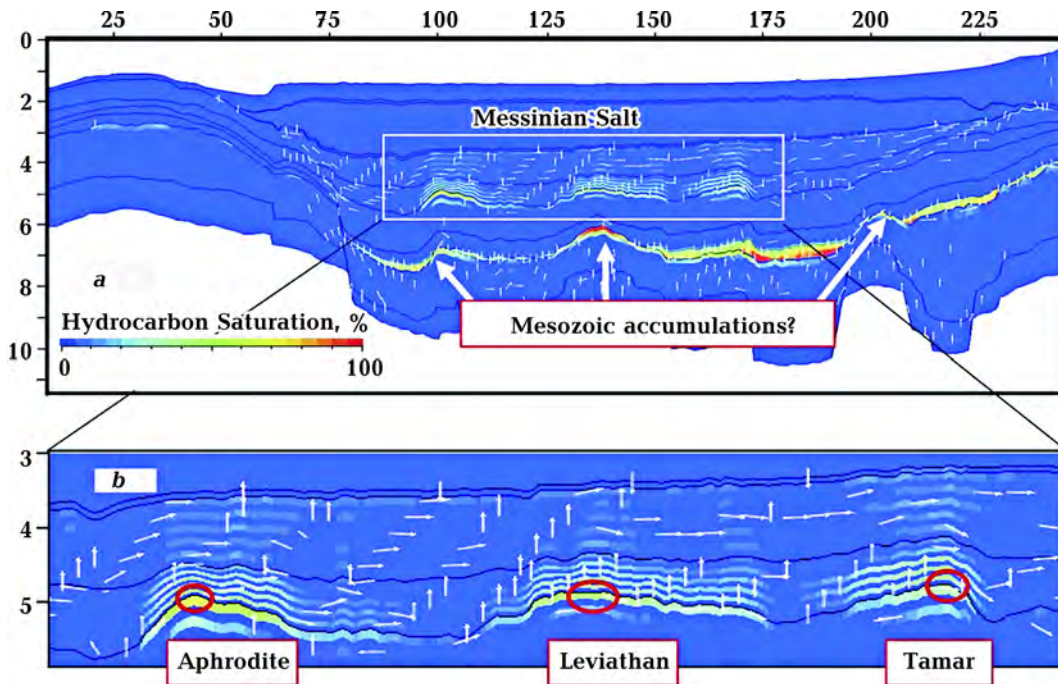 25 50 75 100 125 150 175 200 225
0
2
Messinian Salt
4
6
a
8
Mesozoic accumulations?
Hydrocarbon Saturation, %
0 100
10
3
b
4
5
Aphrodite Leviathan Tamar